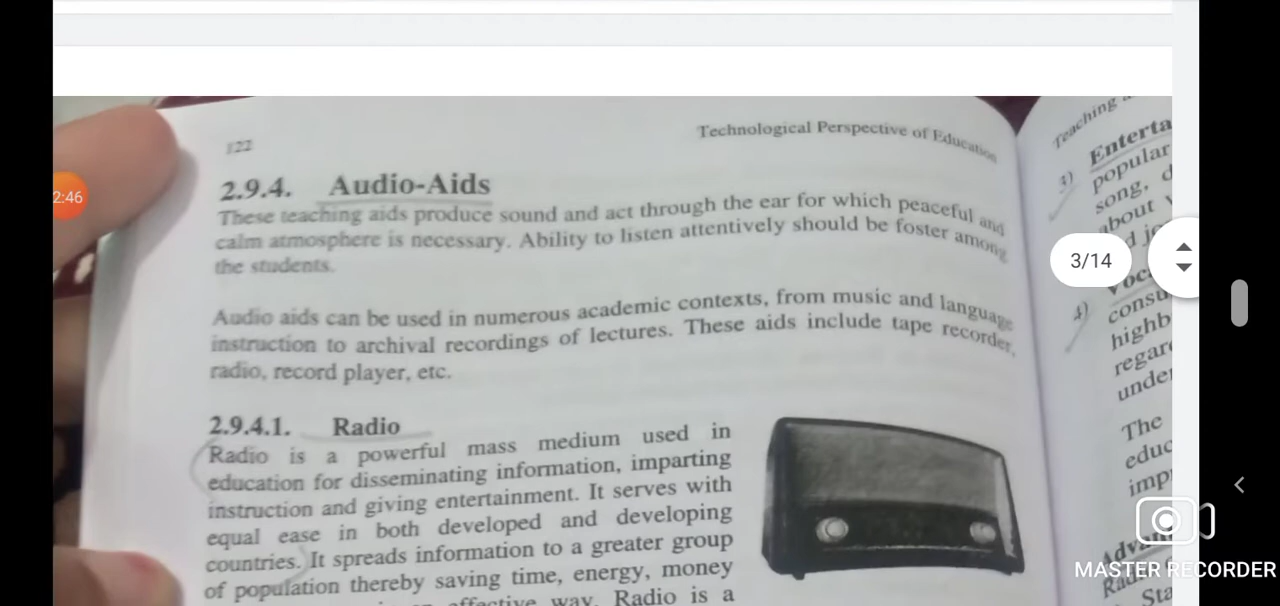 122
Technological Perspective of Education
2.9.4. Audio-Aids
These teaching aids produce sound and act through the ear for which peaceful and
calm atmosphere is necessary. Ability to listen attentively should be foster among
the students.
Audio aids can be used in numerous academic contexts, from music and language
instruction to archival recordings of lectures. These aids include tape recorder,
radio, record player, etc.
2.9.4.1. Radio
Radio is a powerful mass medium used in
education for disseminating information, imparting
instruction and giving entertainment. It serves with
equal ease in both developed and developing
countries. It spreads information to a greater group
of population thereby saving time, energy, money
effective way. Radio is a
Teaching
3) Enterta
popular
song, d
about
4) Voc
consu
highb
regar
under
The
educ
imp
Adva
Sta
2:46
3/14
MASTER RECORDER